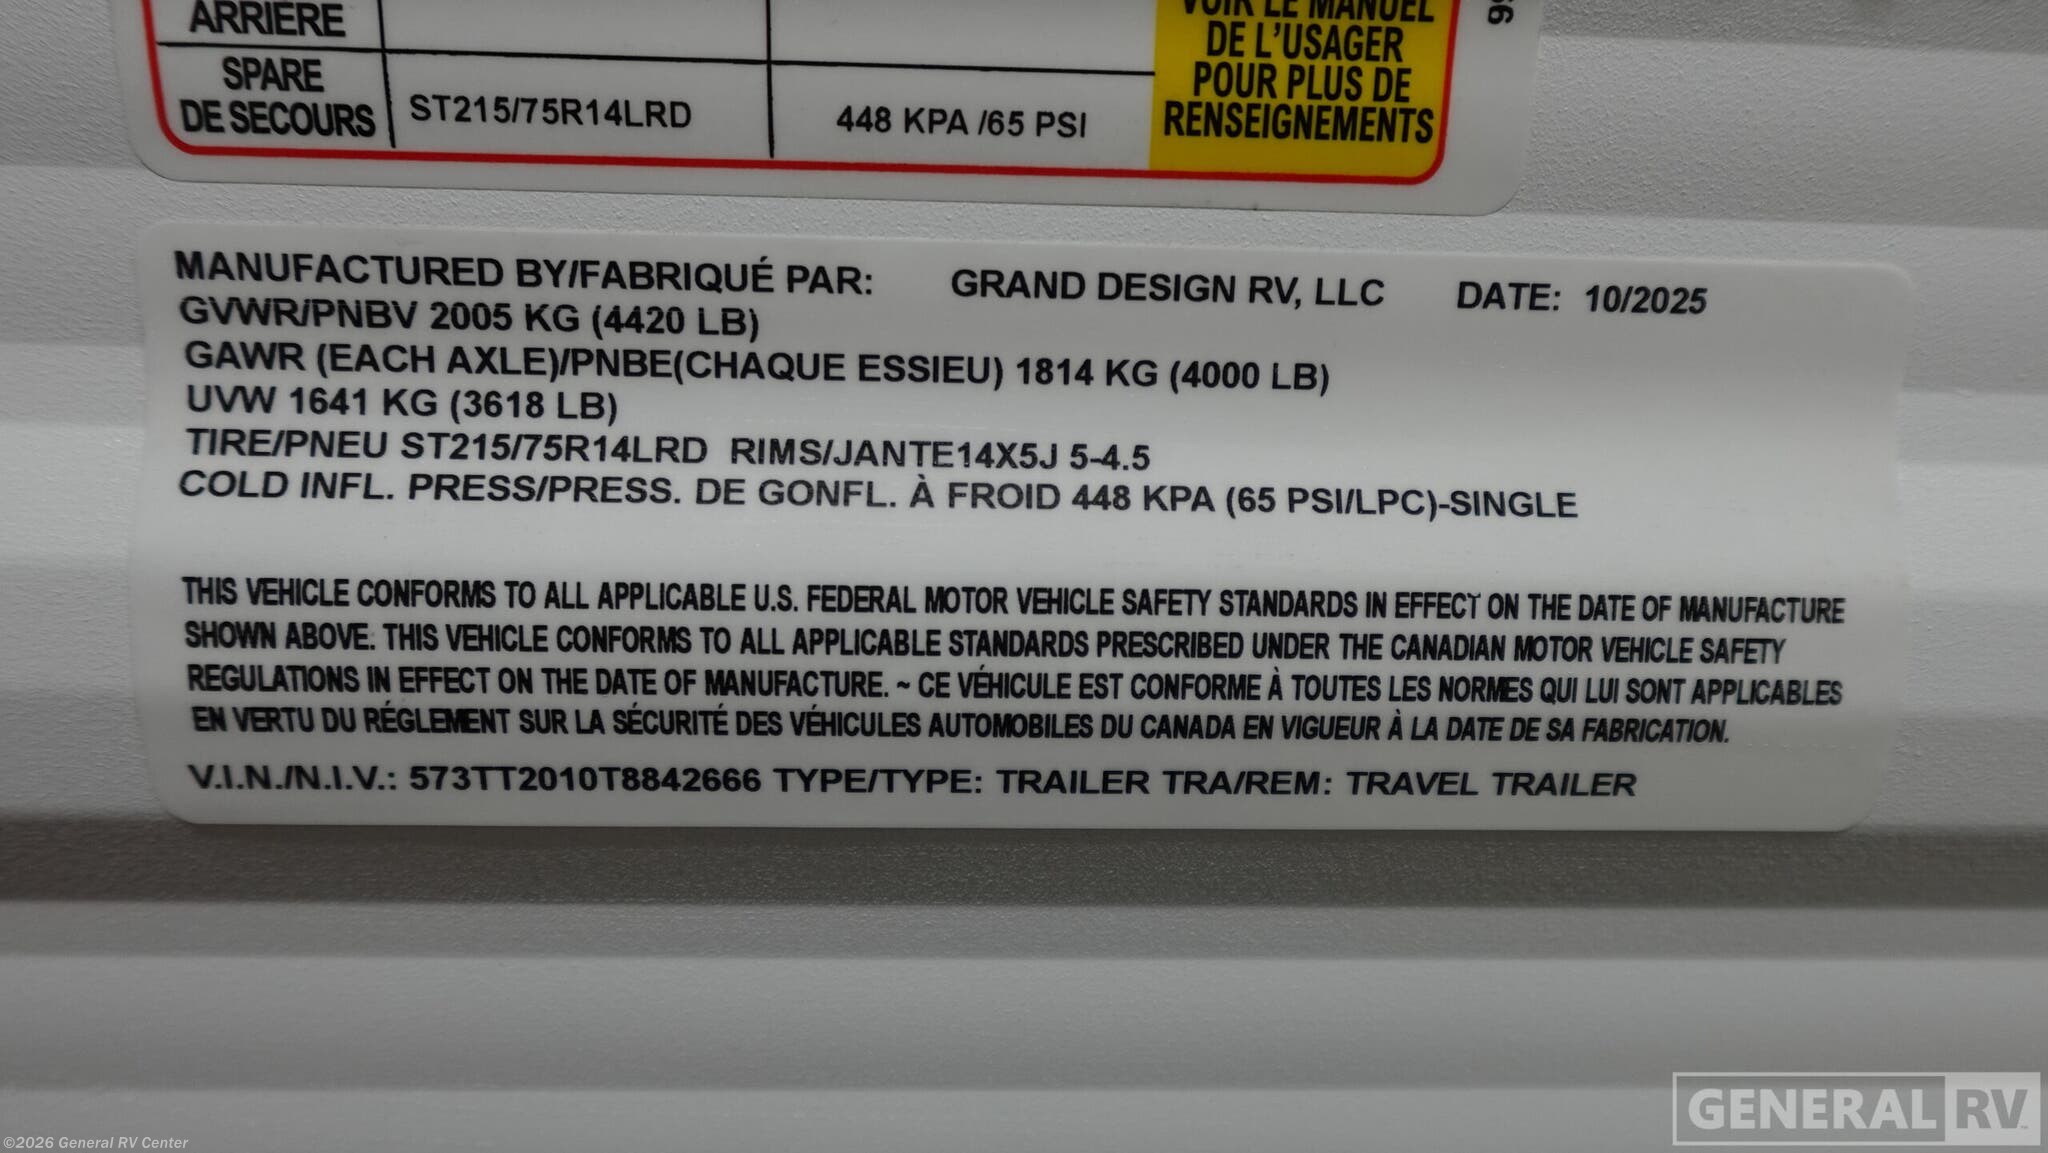 ARRIÈRE
SPARE
DE SECOURS
ST215/75R14LRD
448 KPA /65 PSI
VOIR LE MANUEL
DE L'USAGER
POUR PLUS DE
RENSEIGNEMENTS
MANUFACTURED BY/FABRIQUÉ PAR: GRAND DESIGN RV, LLC DATE: 10/2025
GVWR/PNBV 2005 KG (4420 LB)
GAWR (EACH AXLE)/PNBE(CHAQUE ESSIEU) 1814 KG (4000 LB)
UVW 1641 KG (3618 LB)
TIRE/PNEU ST215/75R14LRD RIMS/JANTE14X5J 5-4.5
COLD INFL. PRESS/PRESS. DE GONFL. À FROID 448 KPA (65 PSI/LPC)-SINGLE
THIS VEHICLE CONFORMS TO ALL APPLICABLE U.S. FEDERAL MOTOR VEHICLE SAFETY STANDARDS IN EFFECT ON THE DATE OF MANUFACTURE
SHOWN ABOVE. THIS VEHICLE CONFORMS TO ALL APPLICABLE STANDARDS PRESCRIBED UNDER THE CANADIAN MOTOR VEHICLE SAFETY
REGULATIONS IN EFFECT ON THE DATE OF MANUFACTURE. ~ CE VÉHICULE EST CONFORME À TOUTES LES NORMES QUI LUI SONT APPLICABLES
EN VERTU DU RÉGLEMENT SUR LA SÉCURITÉ DES VÉHICULES AUTOMOBILES DU CANADA EN VIGUEUR À LA DATE DE SA FABRICATION.
V.I.N./N.I.V.: 573TT2010T8842666 TYPE/TYPE: TRAILER TRA/REM: TRAVEL TRAILER
GENERAL RV
©2026 General RV Center